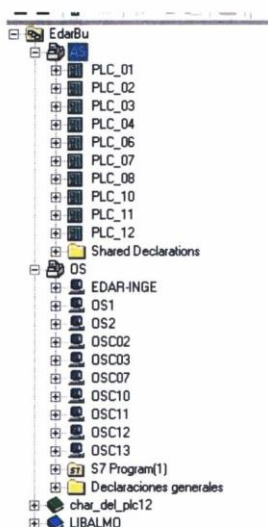 EdarBu
AS
PLC_01
PLC_02
PLC_03
PLC_04
PLC_06
PLC_07
PLC_08
PLC_10
PLC_11
PLC_12
Shared Declarations
OS
EDAR-INGE
OS1
OS2
OSC02
OSC03
OSC07
OSC10
OSC11
OSC12
OSC13
S7 Program(1)
Declaraciones generales
char_del_plc12
LIBALMO